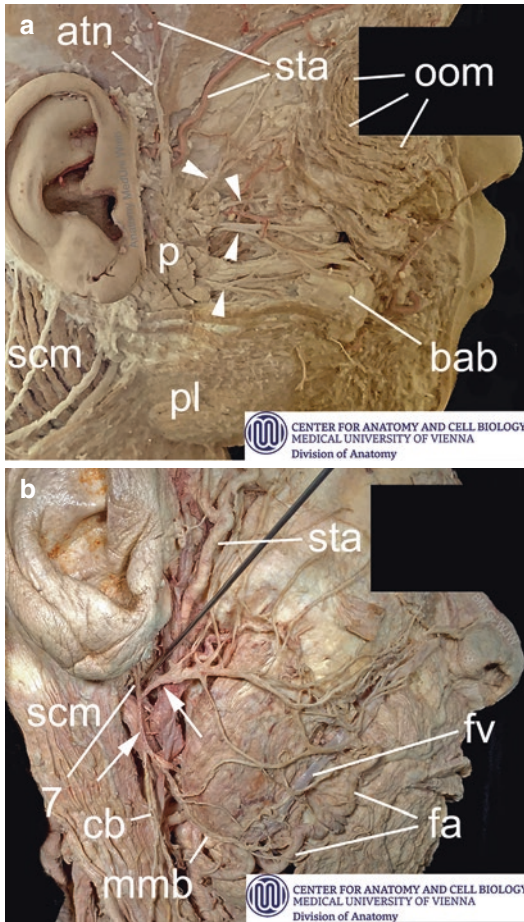 a
atn
sta
oom
p
scm
bab
pl
CENTER FOR ANATOMY AND CELL BIOLOGY
MEDICAL UNIVERSITY OF VIENNA
Division of Anatomy
b
sta
scm
fv
7
cb
fa
mmb
CENTER FOR ANATOMY AND CELL BIOLOGY
MEDICAL UNIVERSITY OF VIENNA
Division of Anatomy